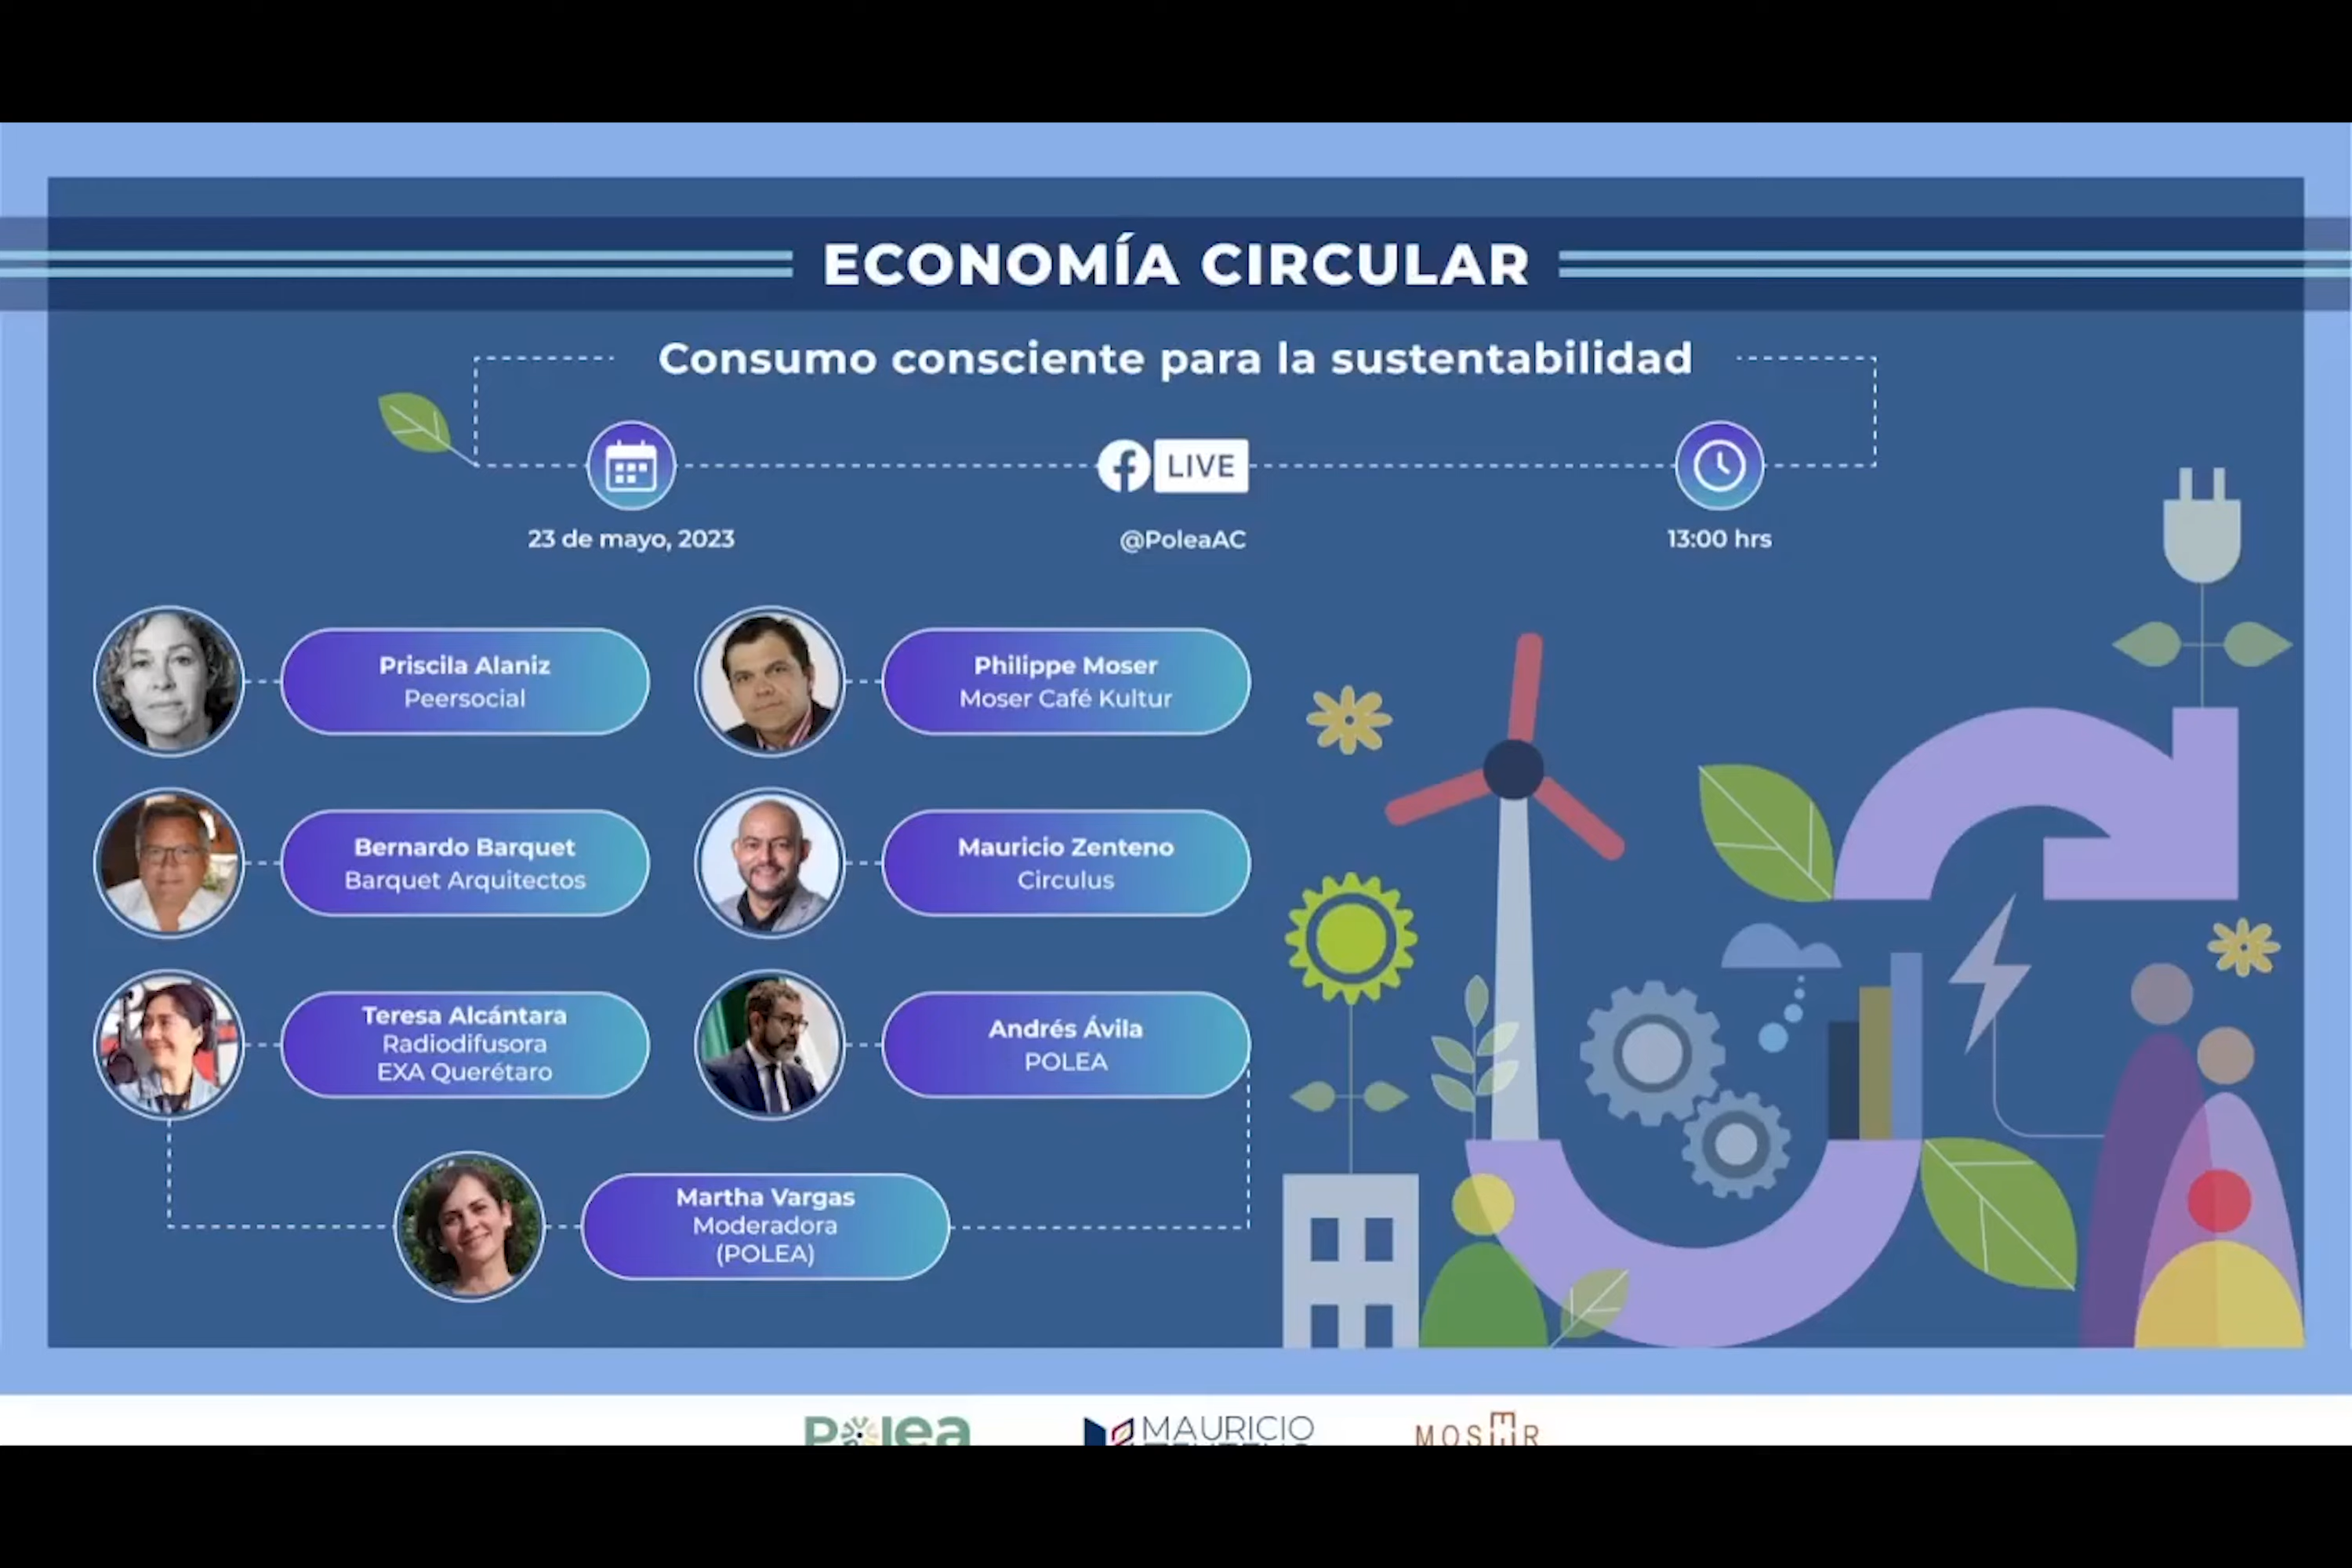 ECONOMÍA CIRCULAR
Consumo consciente para la sustentabilidad
LIVE
23 de mayo, 2023
@PoleaAC
13:00 hrs
Priscila Alaniz
Peersocial
Philippe Moser
Moser Café Kultur
Bernardo Barquet
Barquet Arquitectos
Mauricio Zenteno
Circulus
Teresa Alcántara
Radiodifusora
EXA Querétaro
Andrés Ávila
POLEA
Martha Vargas
Moderadora
(POLEA)
Polea
MAURICIO
MOSER